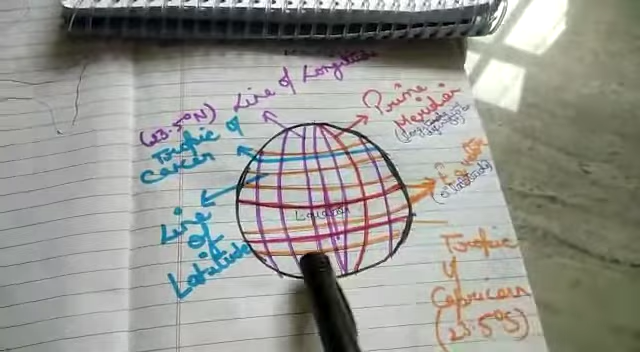 Line of Longitude
(23.5°N)
Tropic of
Cancer
Prime
Meridian
Line
of
Latitude
Equator
Tropic
of
Capricorn
(23.5°S)